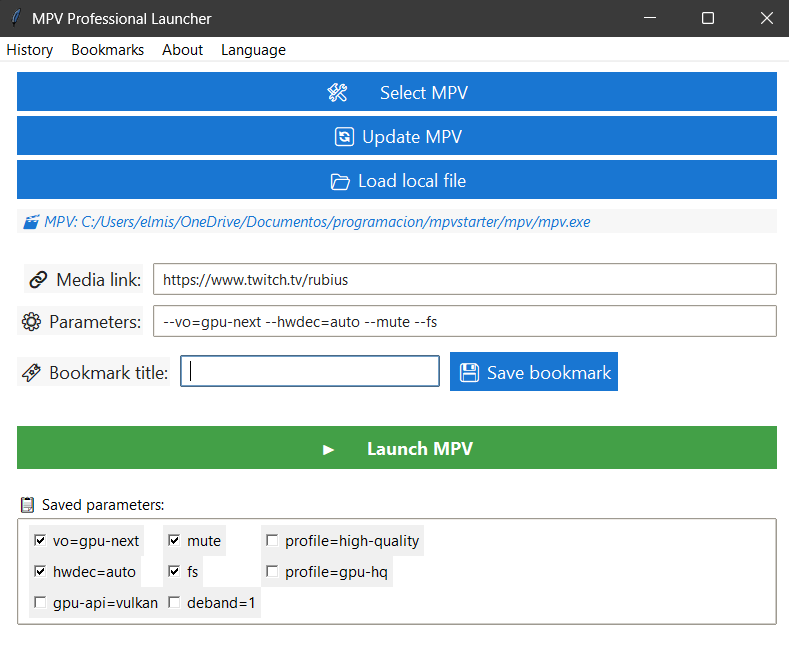 MPV Professional Launcher
History Bookmarks About Language
Select MPV
Update MPV
Load local file
MPV: C:/Users/elmis/OneDrive/Documentos/programacion/mpvstarter/mpv/mpv.exe
Media link: https://www.twitch.tv/rubius
Parameters: --vo=gpu-next --hwdec=auto --mute --fs
Bookmark title: Save bookmark
Launch MPV
Saved parameters:
vo=gpu-next mute profile=high-quality
hwdec=auto fs profile=gpu-hq
gpu-api=vulkan deband=1